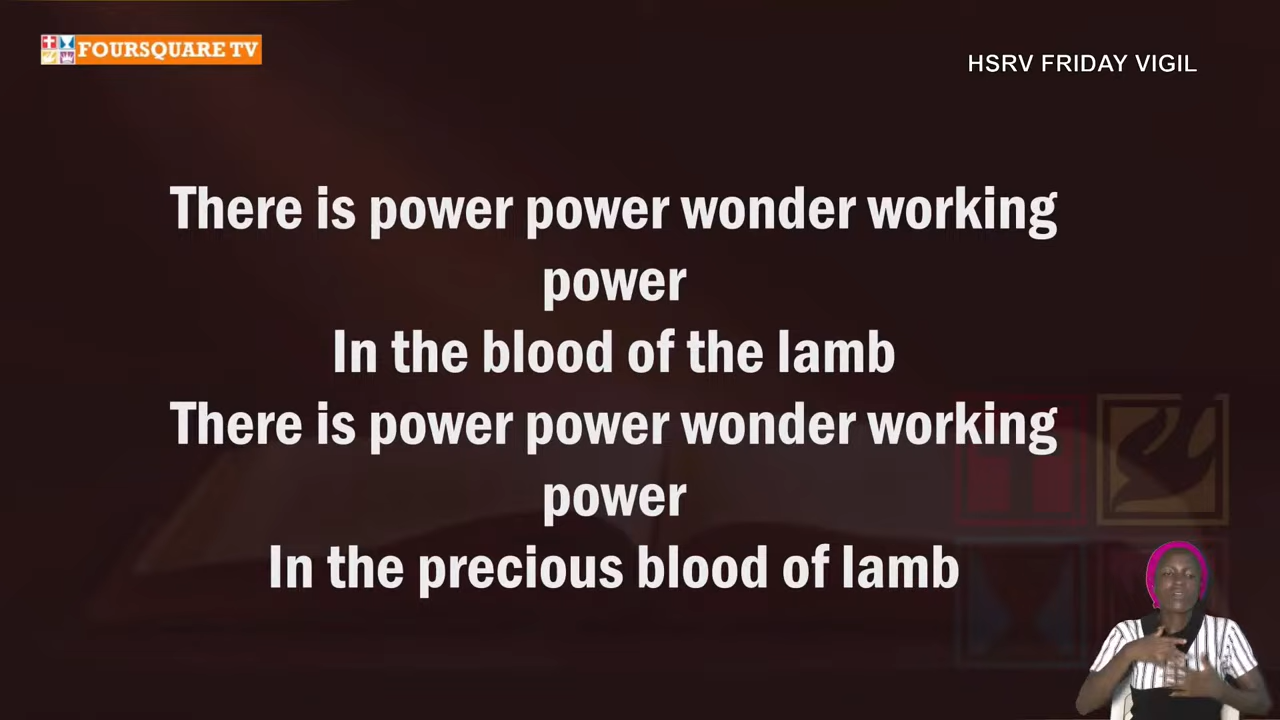 FOURSQUARE TV
HSRV FRIDAY VIGIL
There is power power wonder working
power
In the blood of the lamb
There is power power wonder working
power
In the precious blood of lamb